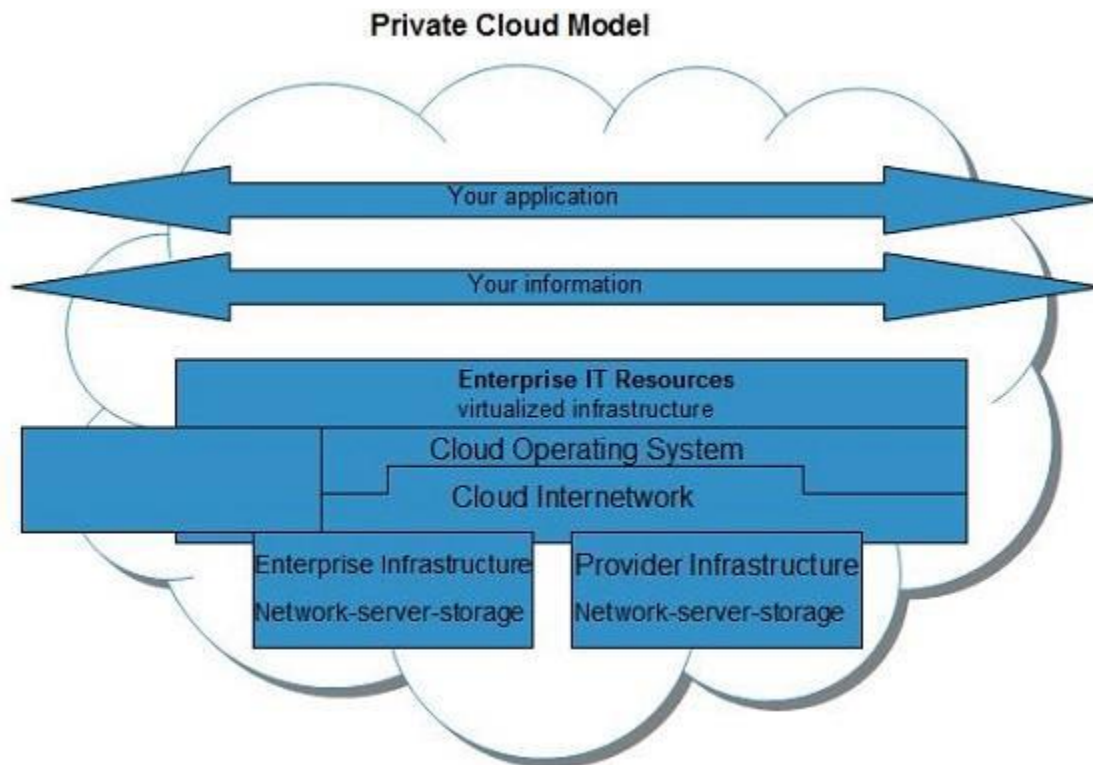 Private Cloud Model
Your application
Your information
Enterprise IT Resources
virtualized infrastructure
Cloud Operating System
Cloud Internetwork
Enterprise Infrastructure
Network-server-storage
Provider Infrastructure
Network-server-storage